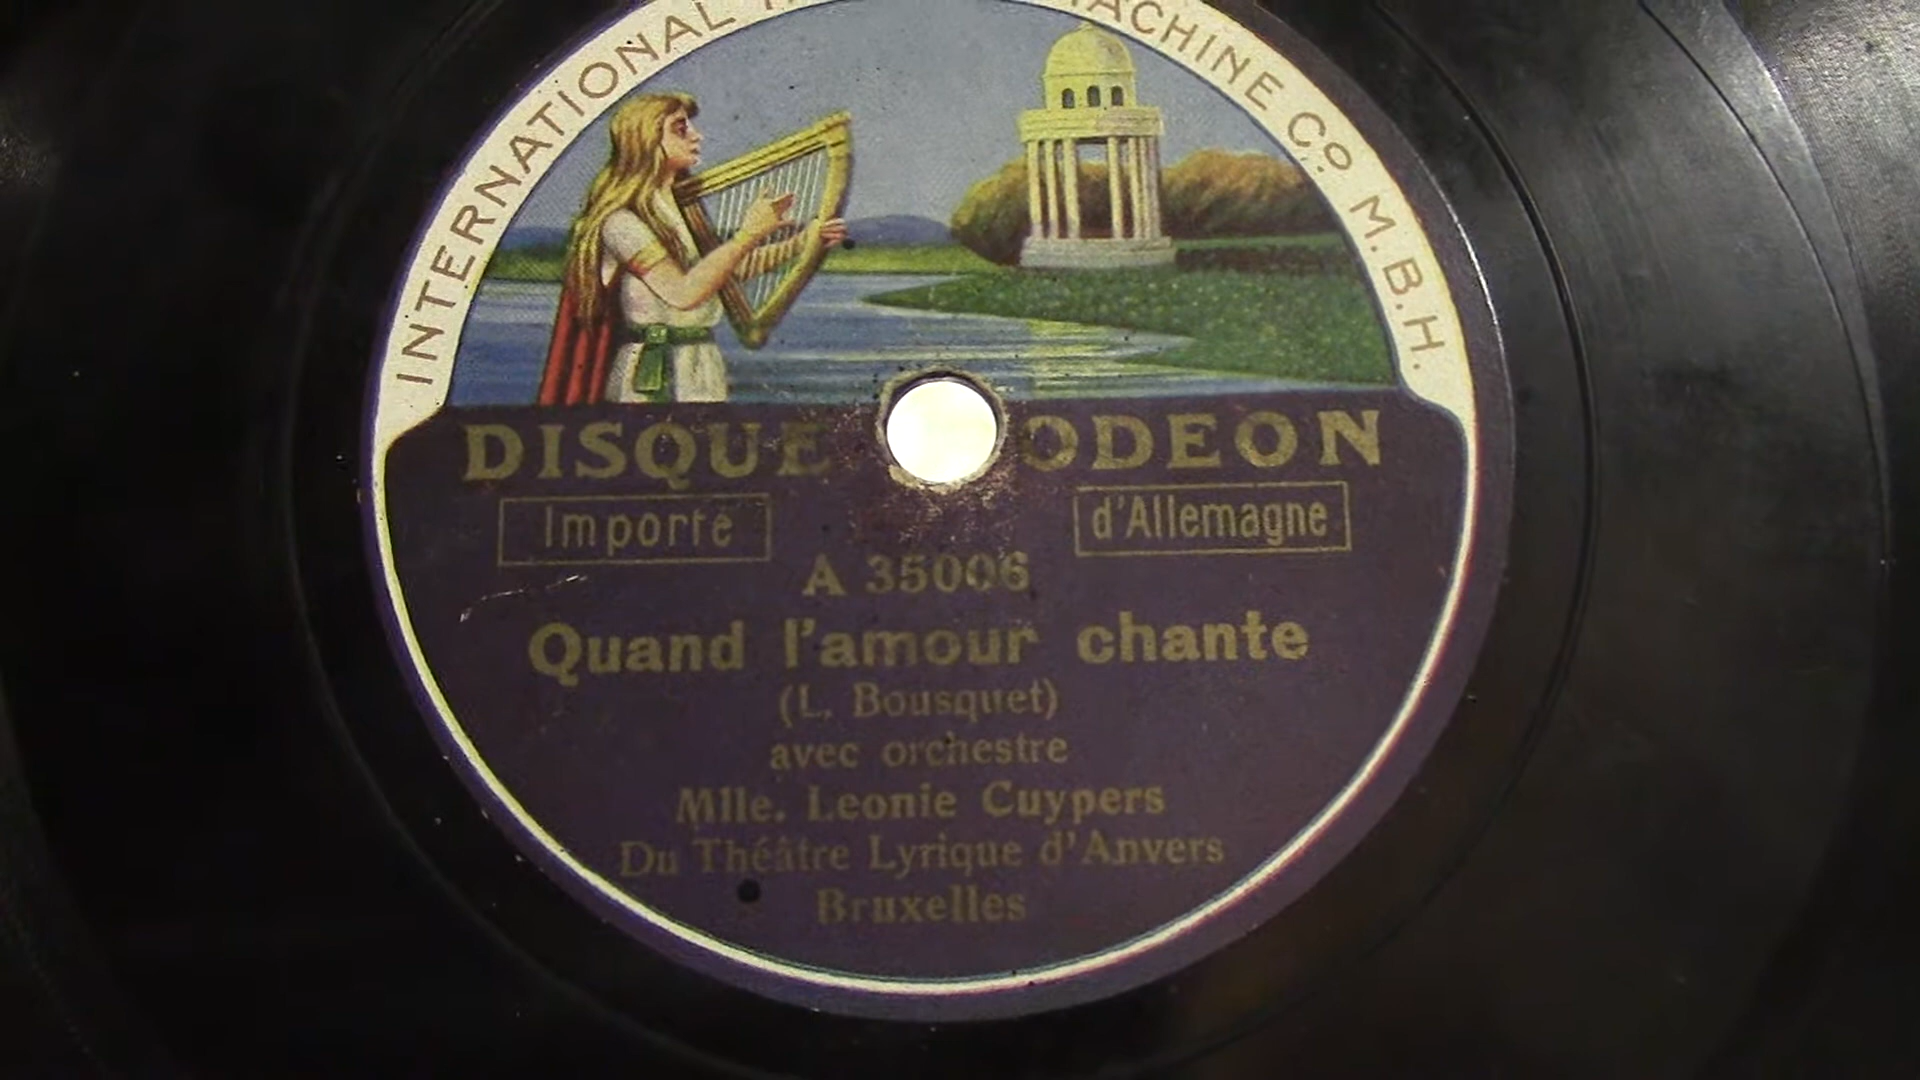 INTERNATIONAL ACHINE Cº M.B.H.
DISQUE ODEON
Importé d'Allemagne
A 35006
Quand l'amour chante
(L. Bousquet)
avec orchestre
Mlle. Leonie Cuypers
Du Théâtre Lyrique d'Anvers
Bruxelles